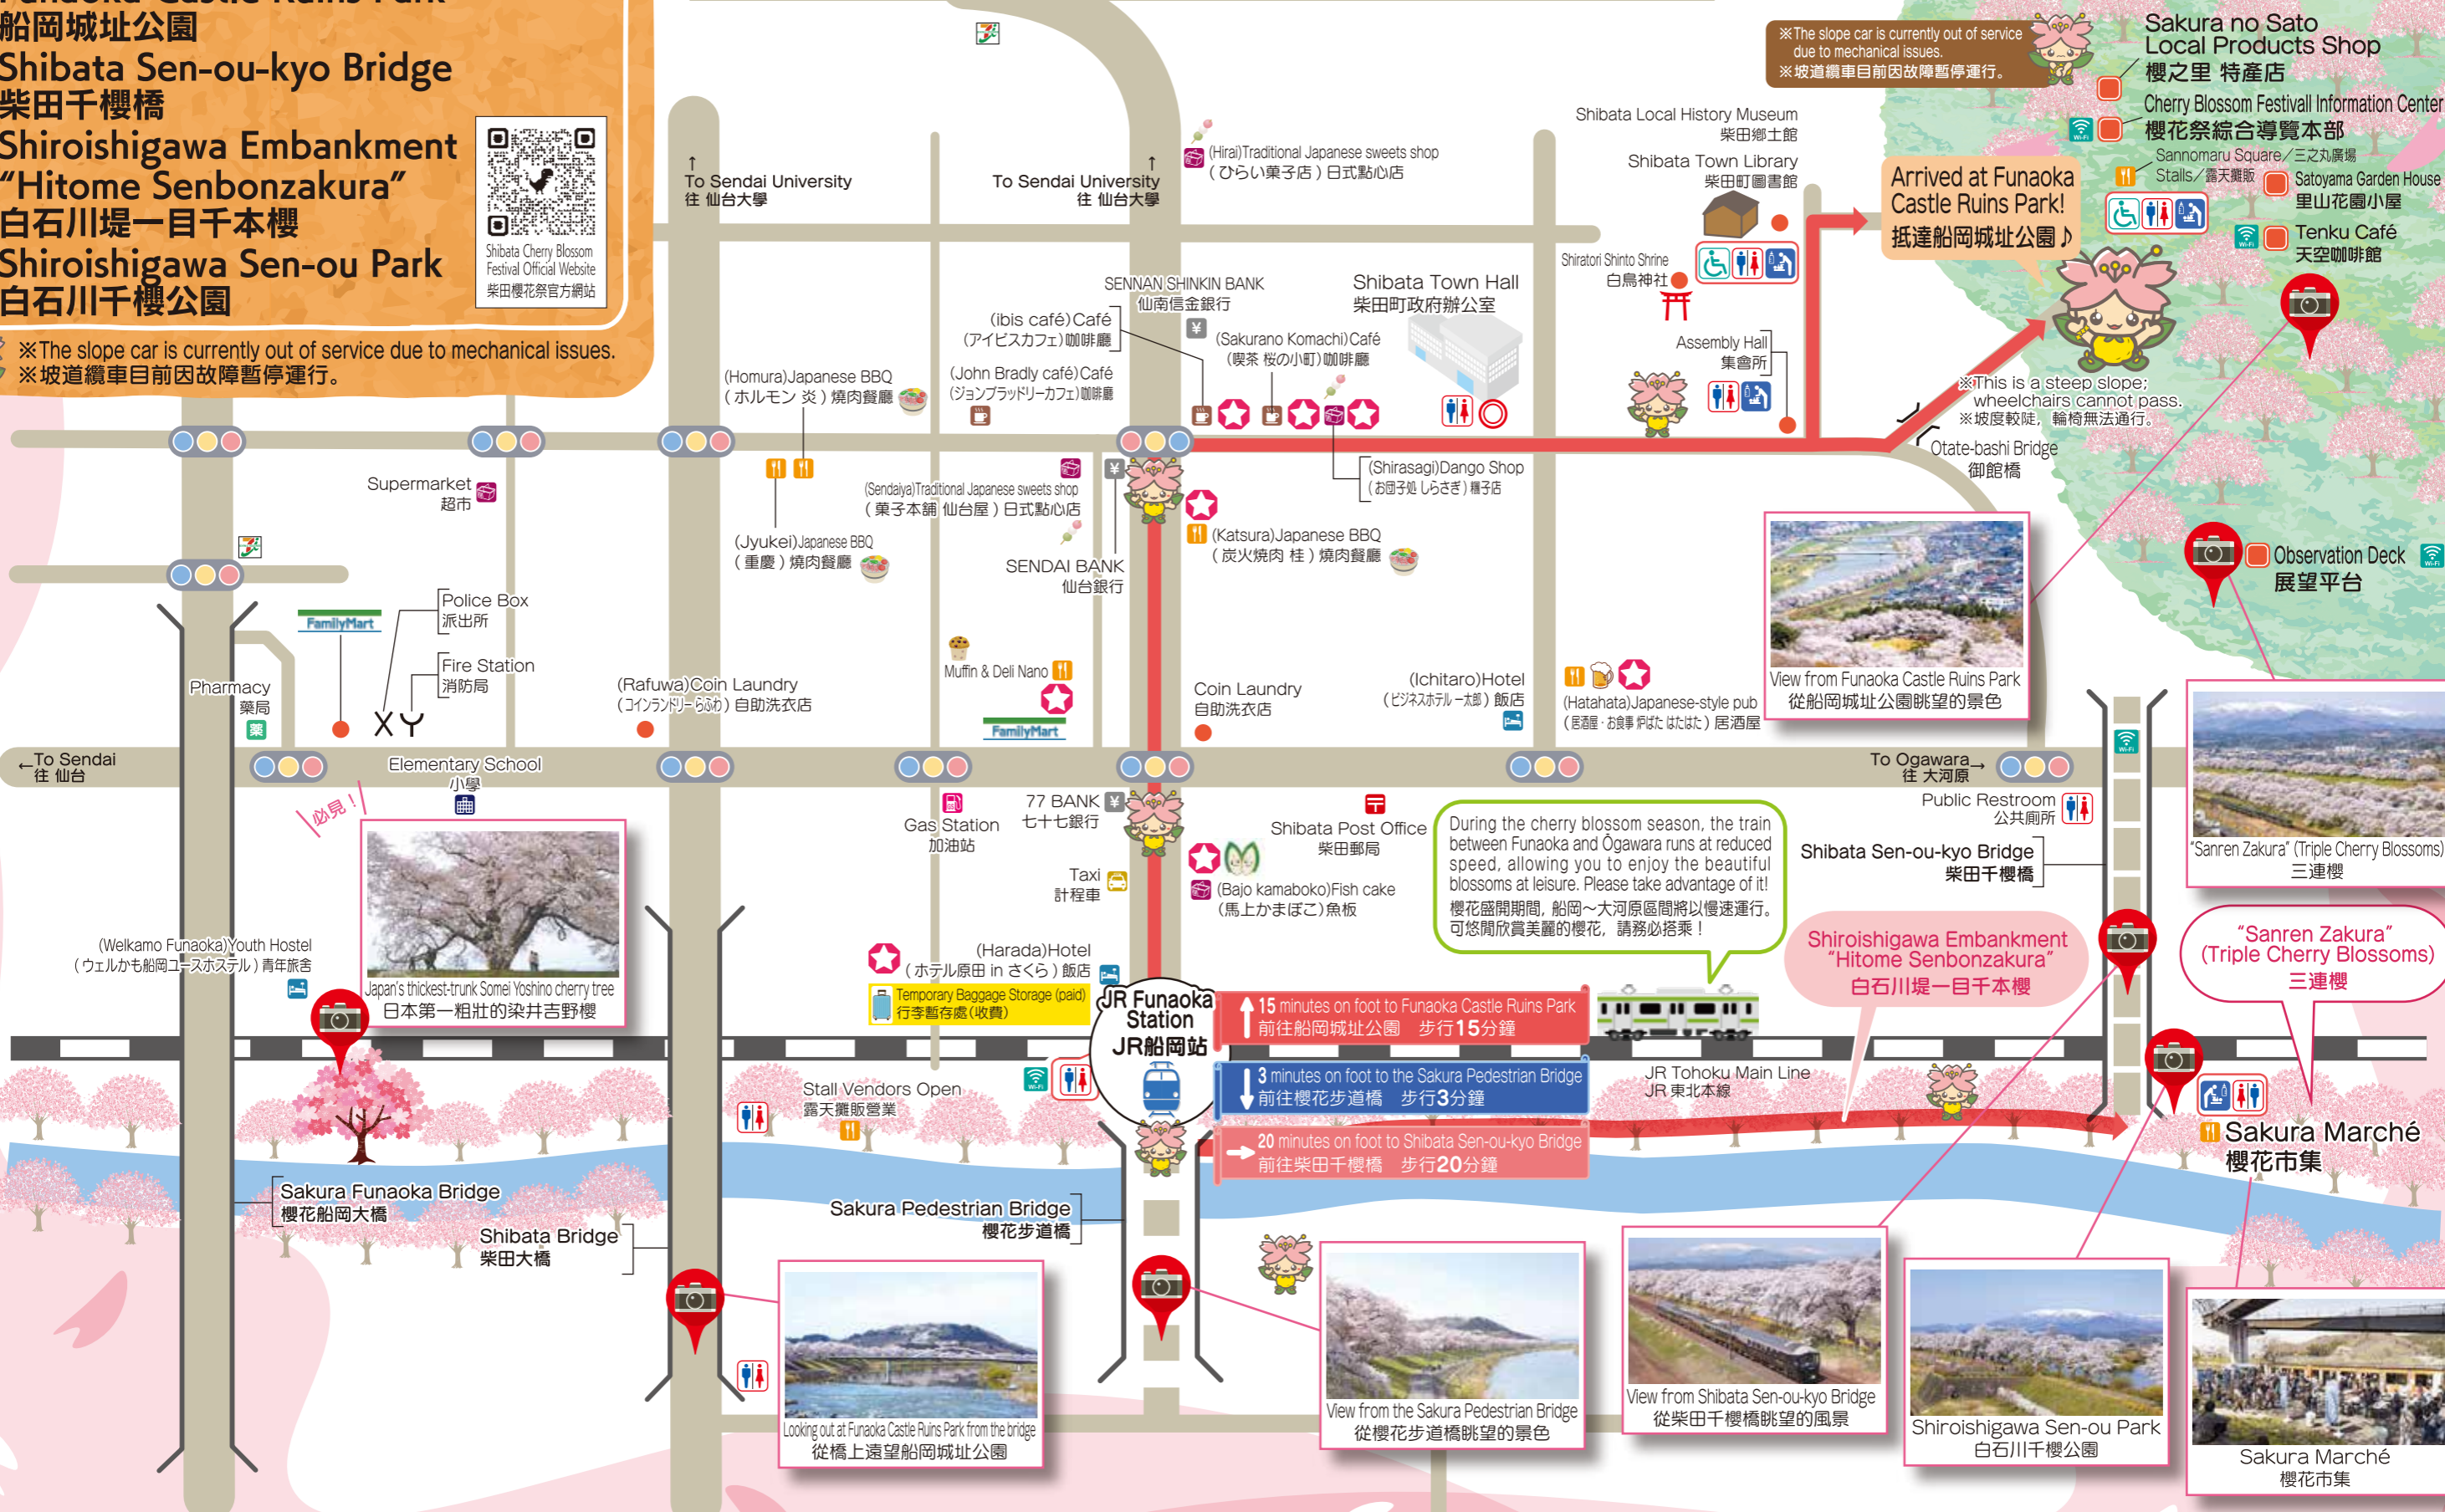 Funaoka Castle Ruins Park
船岡城址公園
Shibata Sen-ou-kyo Bridge
柴田千櫻橋
Shiroishigawa Embankment
“Hitome Senbonzakura”
白石川堤一目千本櫻
Shiroishigawa Sen-ou Park
白石川千櫻公園
Shibata Cherry Blossom
Festival Official Website
柴田櫻花祭官方網站
※The slope car is currently out of service due to mechanical issues.
※坡道纜車目前因故障暫停運行。
↑
To Sendai University
往 仙台大學
↑
To Sendai University
往 仙台大學
(Hirai)Traditional Japanese sweets shop
(ひらい菓子店)日式點心店
※The slope car is currently out of service
due to mechanical issues.
※坡道纜車目前因故障暫停運行。
Sakura no Sato
Local Products Shop
櫻之里 特產店
Cherry Blossom Festivall Information Center
櫻花祭綜合導覽本部
Wi-Fi
Sannomaru Square／三之丸廣場
Stalls／露天攤販
Satoyama Garden House
里山花園小屋
Wi-Fi
Tenku Café
天空咖啡館
Shibata Local History Museum
柴田鄉土館
Shibata Town Library
柴田町圖書館
Arrived at Funaoka
Castle Ruins Park!
抵達船岡城址公園♪
Shiratori Shinto Shrine
白鳥神社
SENNAN SHINKIN BANK
仙南信金銀行
¥
Shibata Town Hall
柴田町政府辦公室
(ibis café)Café
(アイビスカフェ)咖啡廳
(Sakurano Komachi)Café
(喫茶 桜の小町)咖啡廳
(John Bradly café)Café
(ジョンブラッドリーカフェ)咖啡廳
Assembly Hall
集會所
(Homura)Japanese BBQ
(ホルモン 炎)燒肉餐廳
※This is a steep slope;
wheelchairs cannot pass.
※坡度較陡，輪椅無法通行。
Otate-bashi Bridge
御館橋
Supermarket
超市
(Sendaiya)Traditional Japanese sweets shop
(菓子本舗 仙台屋)日式點心店
¥
(Shirasagi)Dango Shop
(お団子処 しらさぎ)糰子店
(Jyukei)Japanese BBQ
(重慶)燒肉餐廳
SENDAI BANK
仙台銀行
(Katsura)Japanese BBQ
(炭火焼肉 桂)燒肉餐廳
Observation Deck
展望平台
Wi-Fi
Police Box
派出所
FamilyMart
Fire Station
消防局
Pharmacy
藥局
薬
(Rafuwa)Coin Laundry
(コインランドリーらふわ)自助洗衣店
Muffin & Deli Nano
FamilyMart
Coin Laundry
自助洗衣店
(Ichitaro)Hotel
(ビジネスホテル一太郎)飯店
(Hatahata)Japanese-style pub
(居酒屋・お食事 炉ばた はたはた)居酒屋
View from Funaoka Castle Ruins Park
從船岡城址公園眺望的景色
Wi-Fi
←To Sendai
往 仙台
Elementary School
小學
To Ogawara→
往 大河原
必見！
Gas Station
加油站
77 BANK
七十七銀行
¥
Shibata Post Office
柴田郵局
Public Restroom
公共廁所
During the cherry blossom season, the train
between Funaoka and Ōgawara runs at reduced
speed, allowing you to enjoy the beautiful
blossoms at leisure. Please take advantage of it!
櫻花盛開期間，船岡～大河原區間將以慢速運行。
可悠閒欣賞美麗的櫻花，請務必搭乘！
Shibata Sen-ou-kyo Bridge
柴田千櫻橋
“Sanren Zakura” (Triple Cherry Blossoms)
三連櫻
Taxi
計程車
(Bajo kamaboko)Fish cake
(馬上かまぼこ)魚板
(Welkamo Funaoka)Youth Hostel
(ウェルかも船岡ユースホステル)青年旅舍
Japan's thickest-trunk Somei Yoshino cherry tree
日本第一粗壯的染井吉野櫻
(Harada)Hotel
(ホテル原田 in さくら)飯店
Temporary Baggage Storage (paid)
行李暫存處(收費)
JR Funaoka
Station
JR船岡站
15 minutes on foot to Funaoka Castle Ruins Park
前往船岡城址公園　步行15分鐘
3 minutes on foot to the Sakura Pedestrian Bridge
前往櫻花步道橋　步行3分鐘
20 minutes on foot to Shibata Sen-ou-kyo Bridge
前往柴田千櫻橋　步行20分鐘
Shiroishigawa Embankment
“Hitome Senbonzakura”
白石川堤一目千本櫻
“Sanren Zakura”
(Triple Cherry Blossoms)
三連櫻
JR Tohoku Main Line
JR 東北本線
Stall Vendors Open
露天攤販營業
Wi-Fi
Sakura Marché
櫻花市集
Sakura Funaoka Bridge
櫻花船岡大橋
Shibata Bridge
柴田大橋
Sakura Pedestrian Bridge
櫻花步道橋
Looking out at Funaoka Castle Ruins Park from the bridge
從橋上遠望船岡城址公園
View from the Sakura Pedestrian Bridge
從櫻花步道橋眺望的景色
View from Shibata Sen-ou-kyo Bridge
從柴田千櫻橋眺望的風景
Shiroishigawa Sen-ou Park
白石川千櫻公園
Sakura Marché
櫻花市集